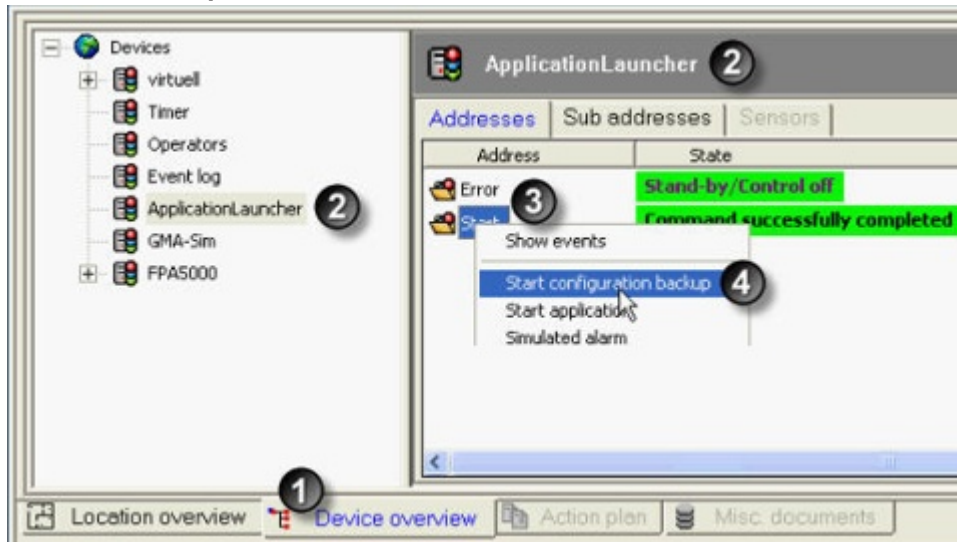 Devices
virtuell
Timer
Operators
Event log
ApplicationLauncher 2
GMA-Sim
FPA5000
ApplicationLauncher 2
Addresses Sub addresses Sensors
Address State
Error Stand-by/Control off
3
Start Command successfully completed
Show events
Start configuration backup 4
Start application
Simulated alarm
1
Location overview Device overview Action plan Misc. documents